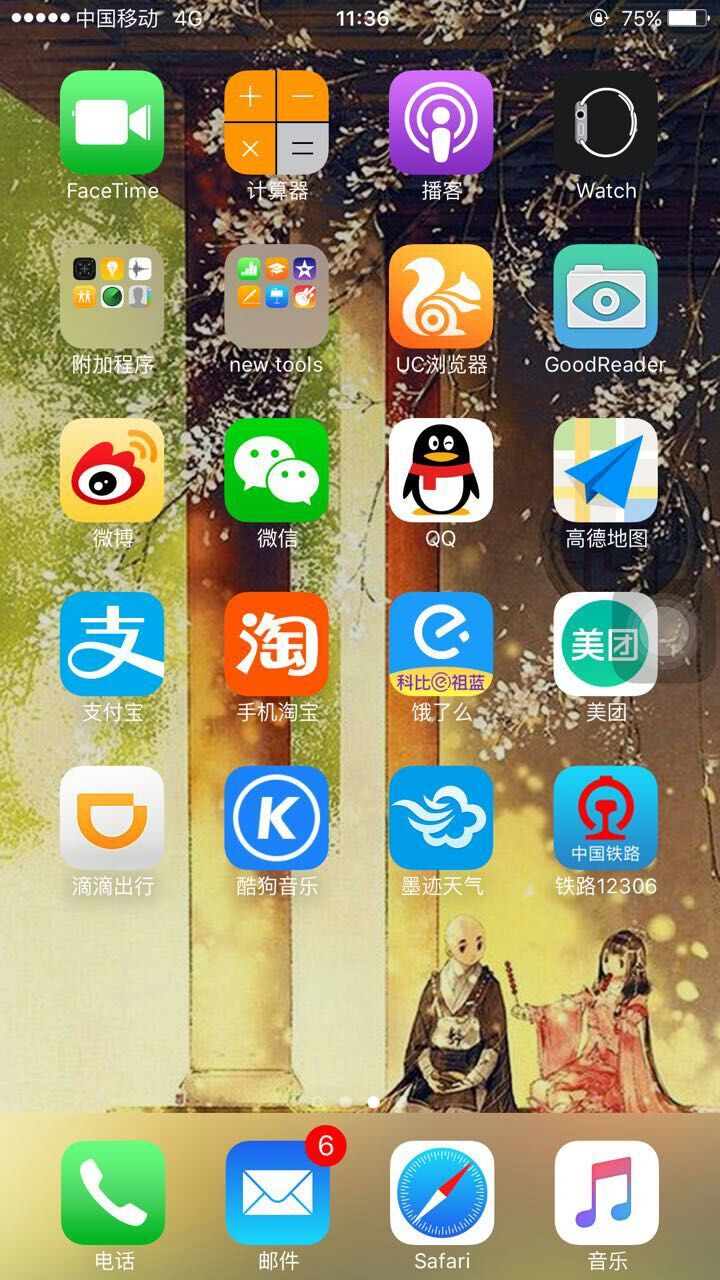 中国移动 4G 11:36 75%
FaceTime 计算器 播客 Watch
附加程序 new tools UC浏览器 GoodReader
微博 微信 QQ 高德地图
支 淘 科比e祖蓝 美团
支付宝 手机淘宝 饿了么 美团
K 中国铁路
滴滴出行 酷狗音乐 墨迹天气 铁路12306
6
电话 邮件 Safari 音乐